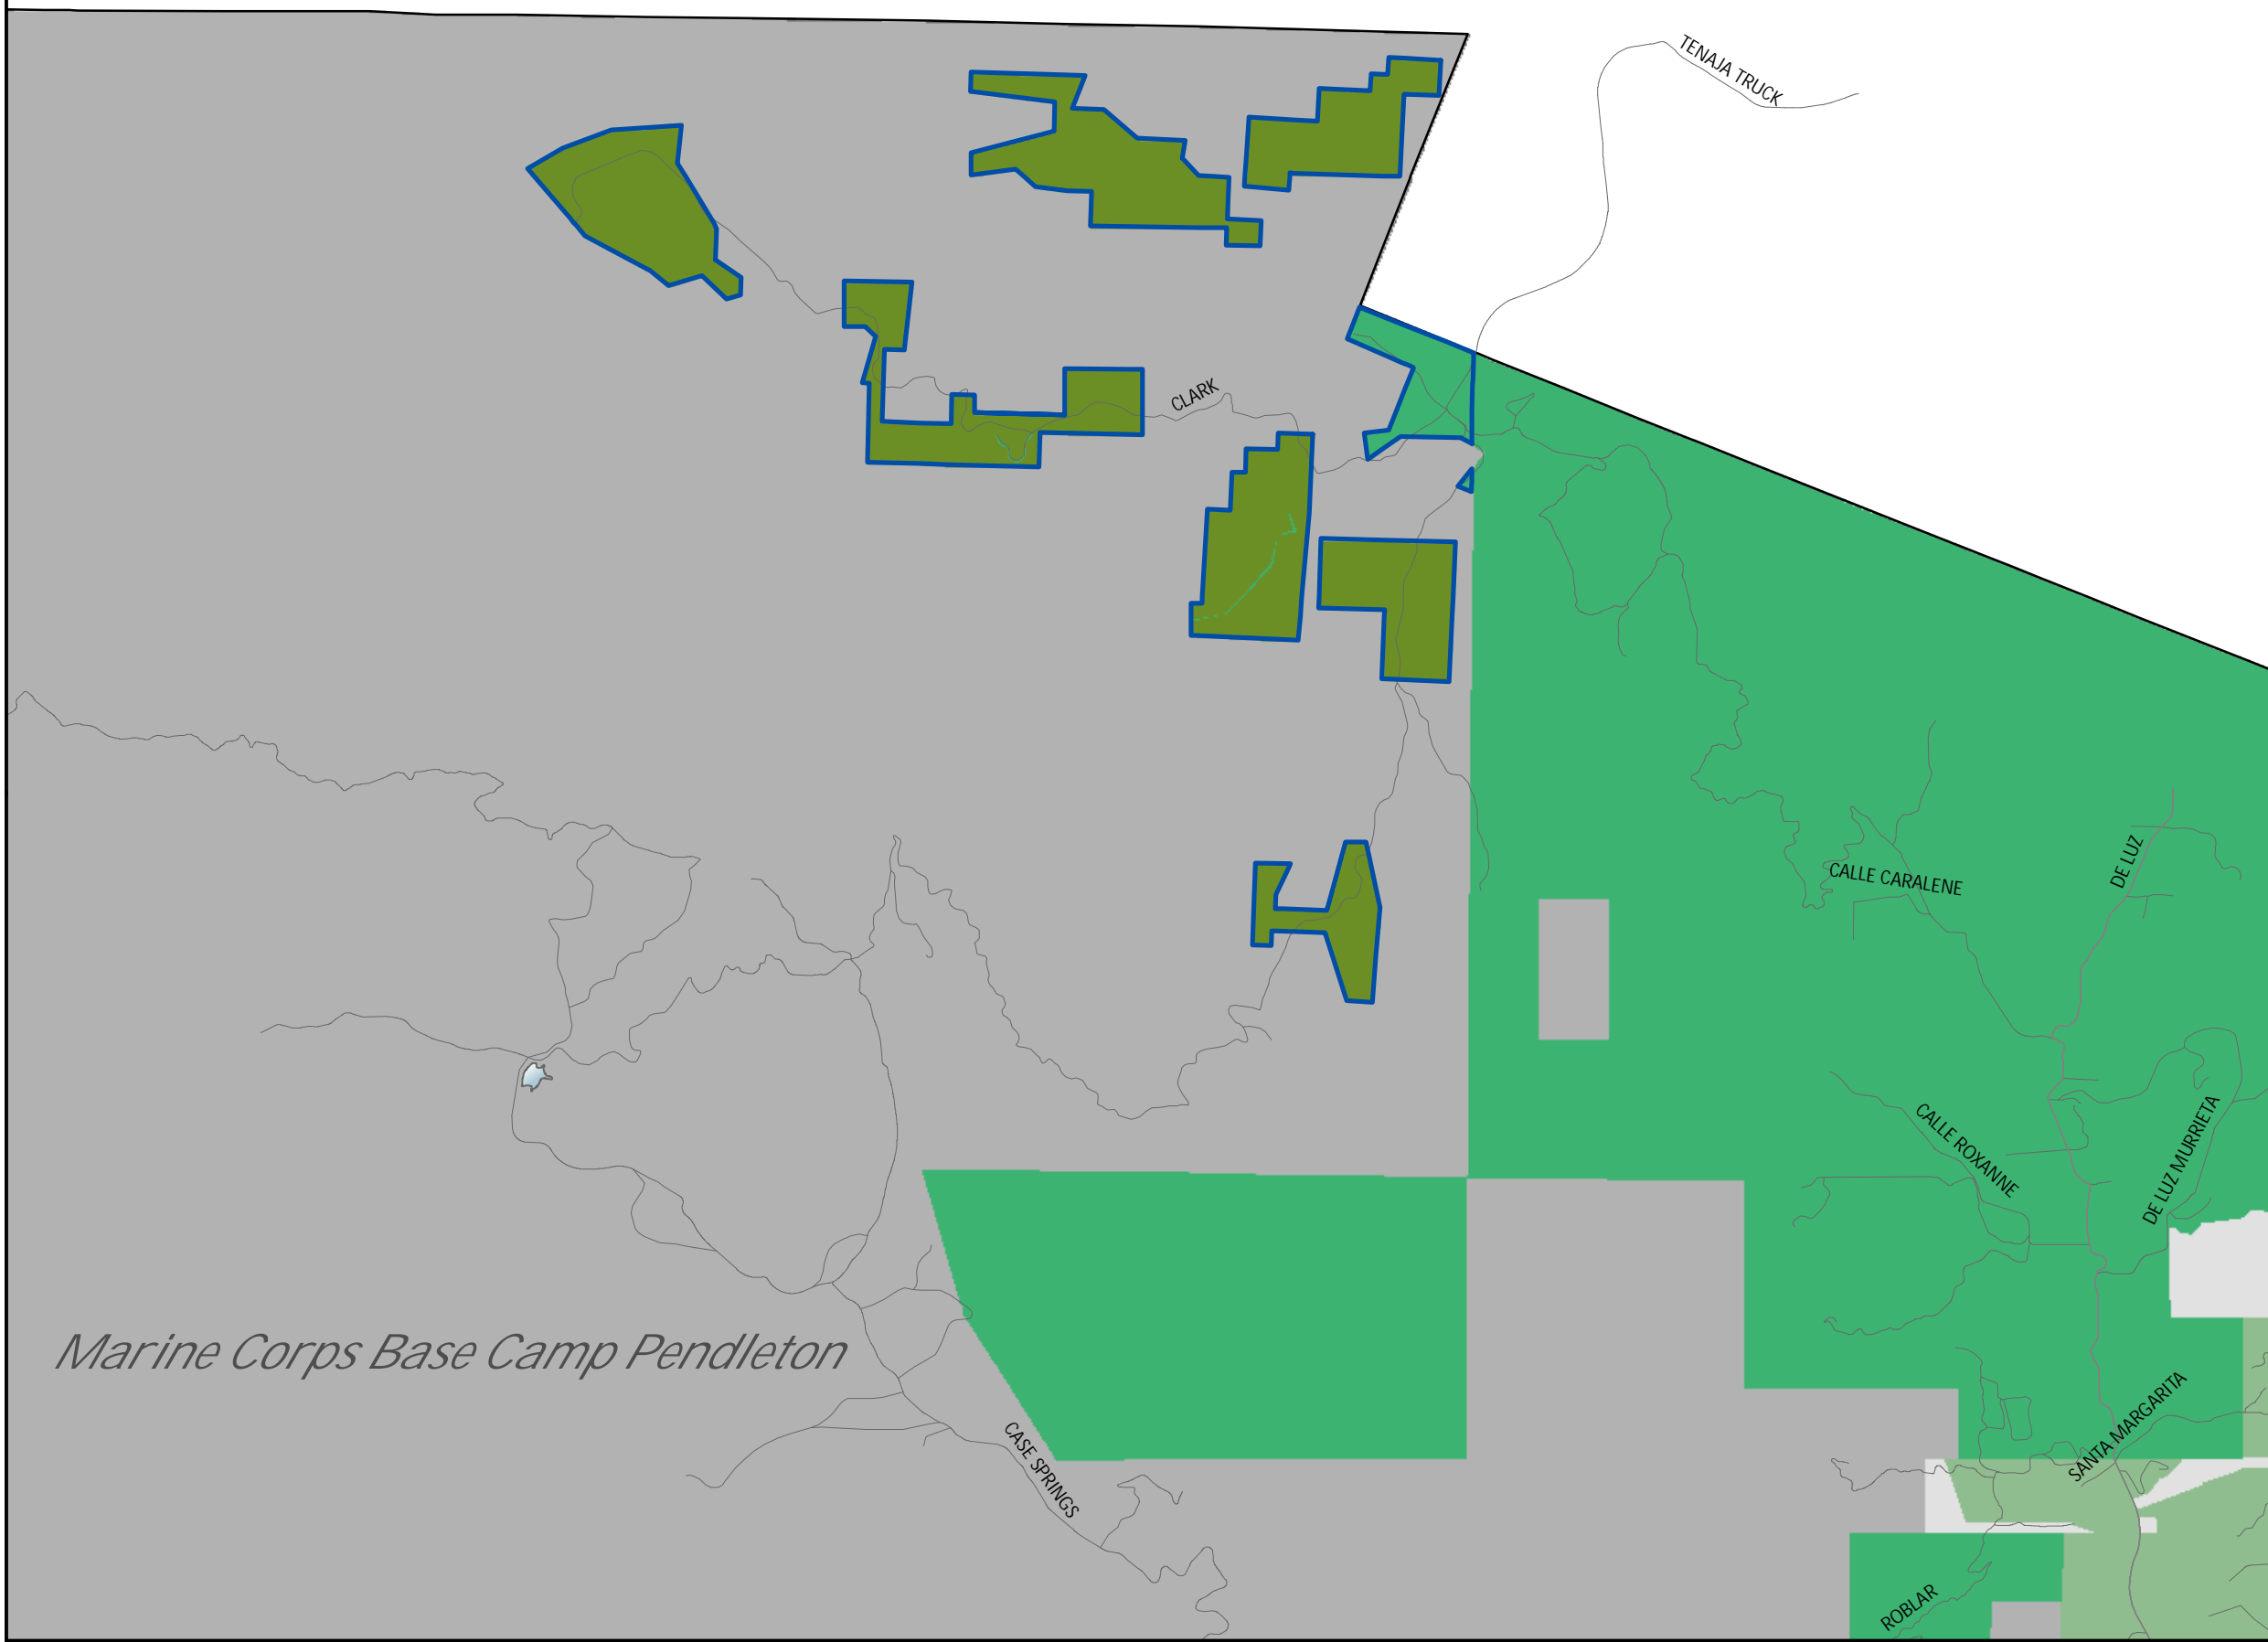 TENAJA TRUCK
CLARK
DE LUZ
CALLE CARALENE
CALLE ROXANNE
DE LUZ MURRIETA
Marine Corps Base Camp Pendleton
SANTA MARGARITA
CASE SPRINGS
ROBLAR